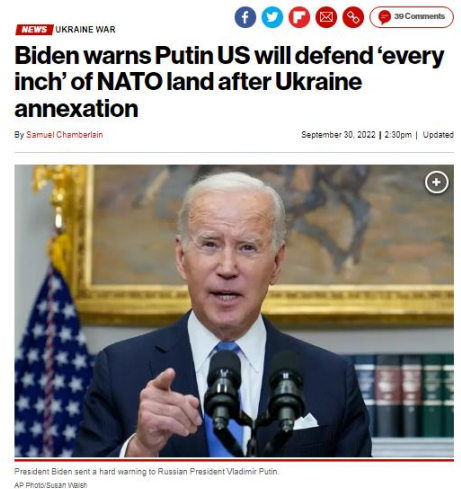 39 Comments
NEWS UKRAINE WAR
Biden warns Putin US will defend ‘every
inch’ of NATO land after Ukraine
annexation
By Samuel Chamberlain
September 30, 2022 | 2:30pm | Updated
President Biden sent a hard warning to Russian President Vladimir Putin.
AP Photo/Susan Walsh